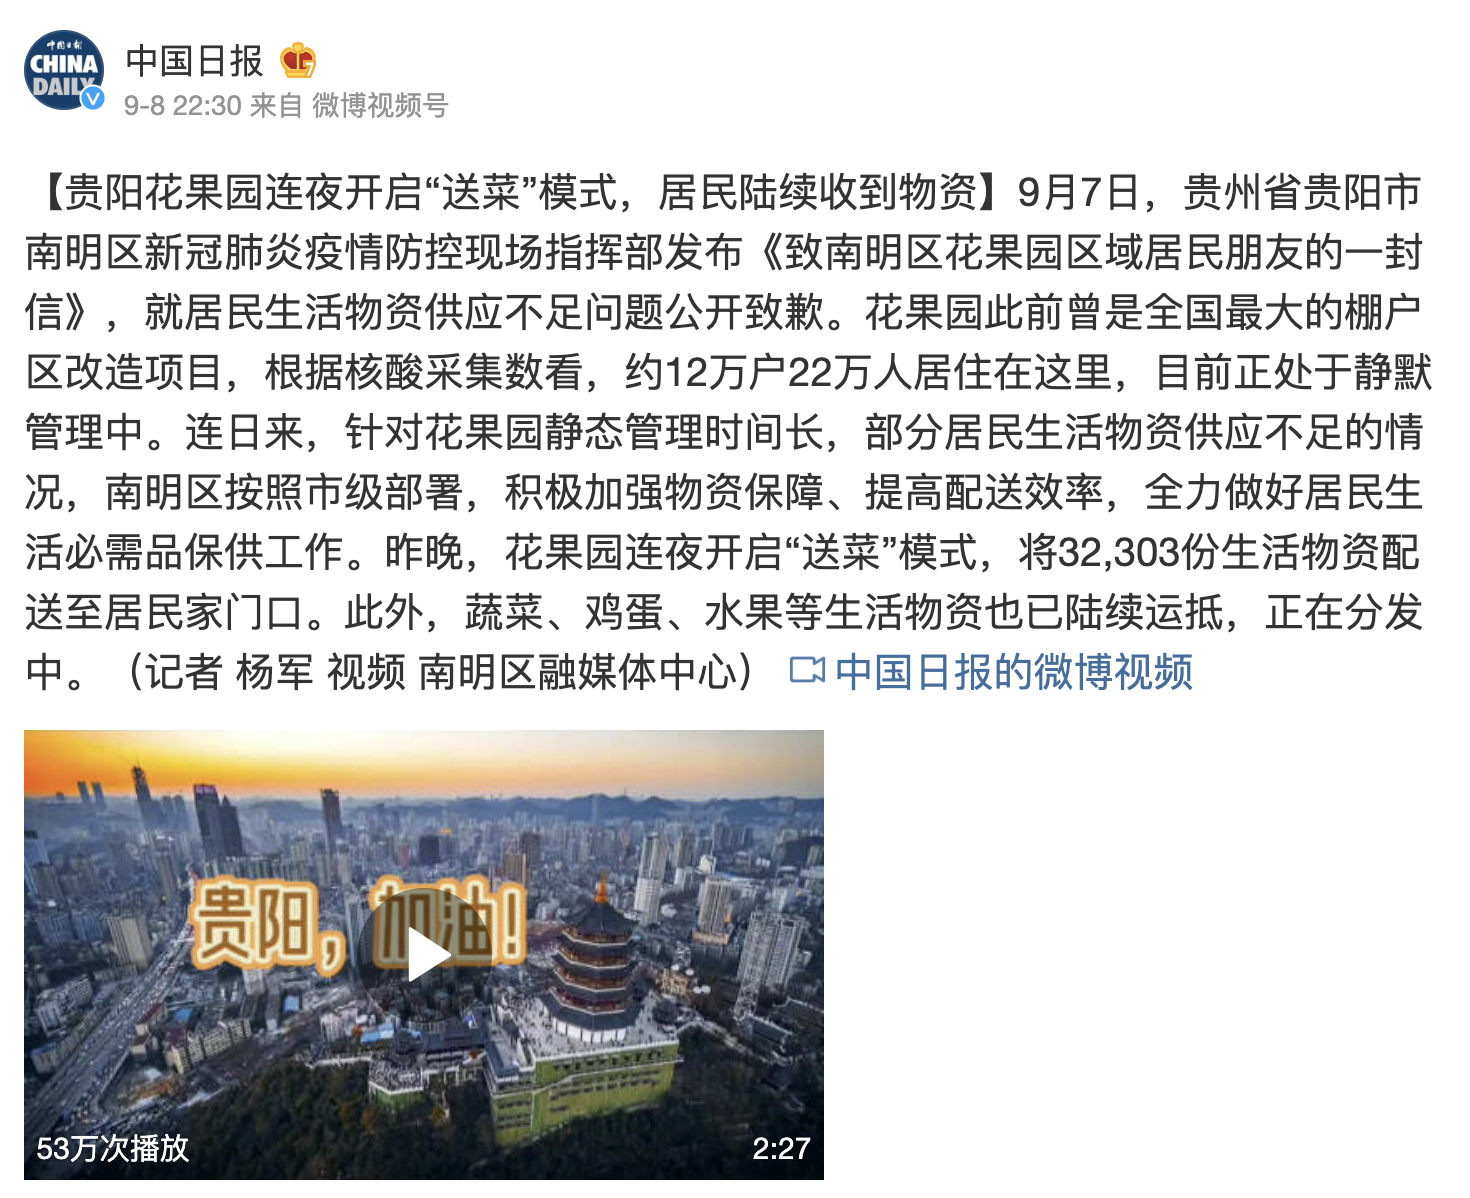 中国日报
CHINA
DAILY
中国日报
7
9-8 22:30 来自 微博视频号
【贵阳花果园连夜开启“送菜”模式，居民陆续收到物资】9月7日，贵州省贵阳市
南明区新冠肺炎疫情防控现场指挥部发布《致南明区花果园区域居民朋友的一封
信》，就居民生活物资供应不足问题公开致歉。花果园此前曾是全国最大的棚户
区改造项目，根据核酸采集数看，约12万户22万人居住在这里，目前正处于静默
管理中。连日来，针对花果园静态管理时间长，部分居民生活物资供应不足的情
况，南明区按照市级部署，积极加强物资保障、提高配送效率，全力做好居民生
活必需品保供工作。昨晚，花果园连夜开启“送菜”模式，将32,303份生活物资配
送至居民家门口。此外，蔬菜、鸡蛋、水果等生活物资也已陆续运抵，正在分发
中。（记者 杨军 视频 南明区融媒体中心） 中国日报的微博视频
贵阳，加油！
53万次播放 2:27